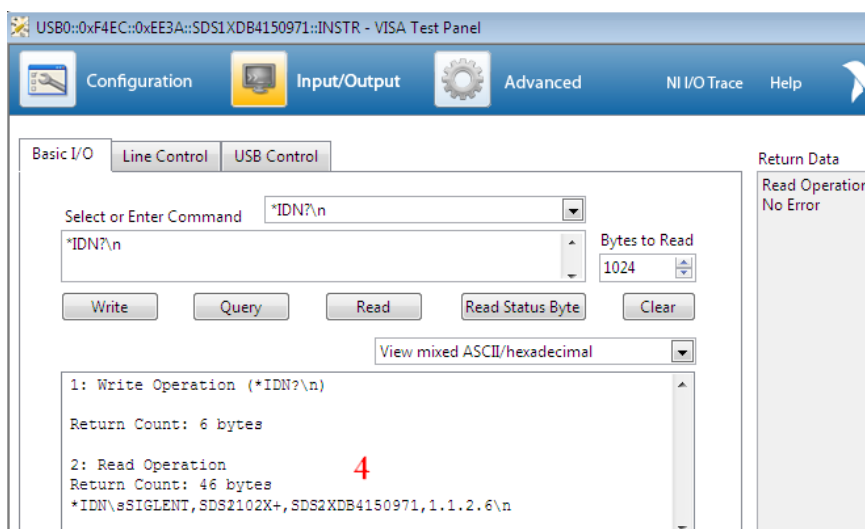 USB0::0xF4EC::0xEE3A::SDS1XDB4150971::INSTR - VISA Test Panel
Configuration Input/Output Advanced NI I/O Trace Help
Basic I/O Line Control USB Control
Return Data
Read Operation
No Error
Select or Enter Command *IDN?\n
*IDN?\n
Bytes to Read
1024
Write Query Read Read Status Byte Clear
View mixed ASCII/hexadecimal
1: Write Operation (*IDN?\n)
Return Count: 6 bytes
2: Read Operation
4
Return Count: 46 bytes
*IDN\sSIGLENT,SDS2102X+,SDS2XDB4150971,1.1.2.6\n